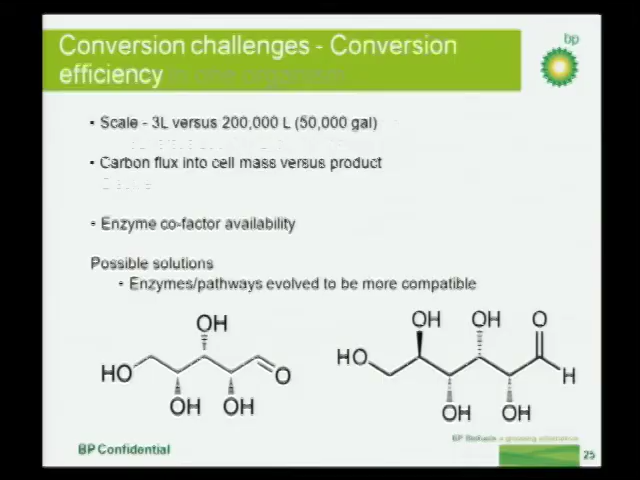 bp
Conversion challenges - Conversion
efficiency
• Scale - 3L versus 200,000 L (50,000 gal)
• Carbon flux into cell mass versus product
• Enzyme co-factor availability
Possible solutions
• Enzymes/pathways evolved to be more compatible
OH
HO
O
OH OH
OH OH O
HO
H
OH OH
BP Biofuels a growing alternative
BP Confidential
25